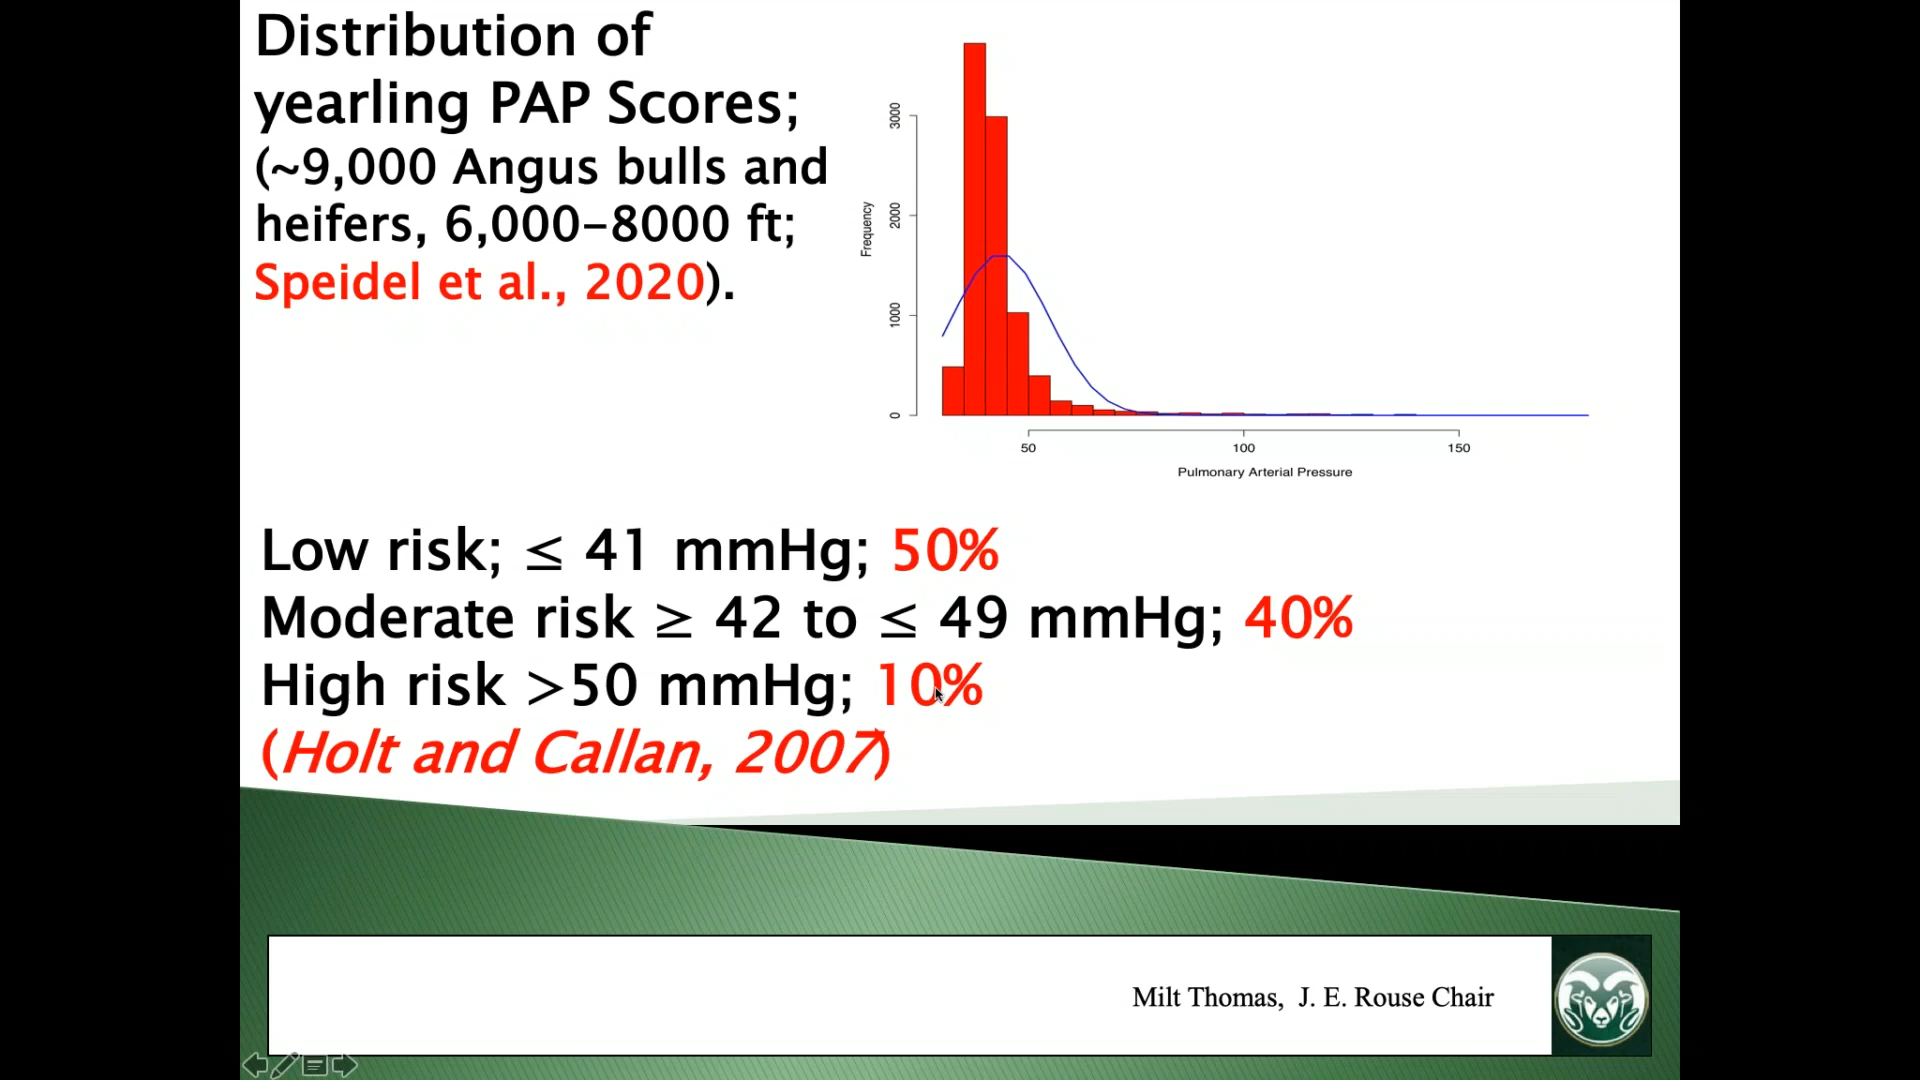 Distribution of
yearling PAP Scores;
(~9,000 Angus bulls and
heifers, 6,000–8000 ft;
Speidel et al., 2020).
Frequency
3000
2000
1000
0
50 100 150
Pulmonary Arterial Pressure
Low risk; ≤ 41 mmHg; 50%
Moderate risk ≥ 42 to ≤ 49 mmHg; 40%
High risk >50 mmHg; 10%
(Holt and Callan, 2007)
Milt Thomas, J. E. Rouse Chair